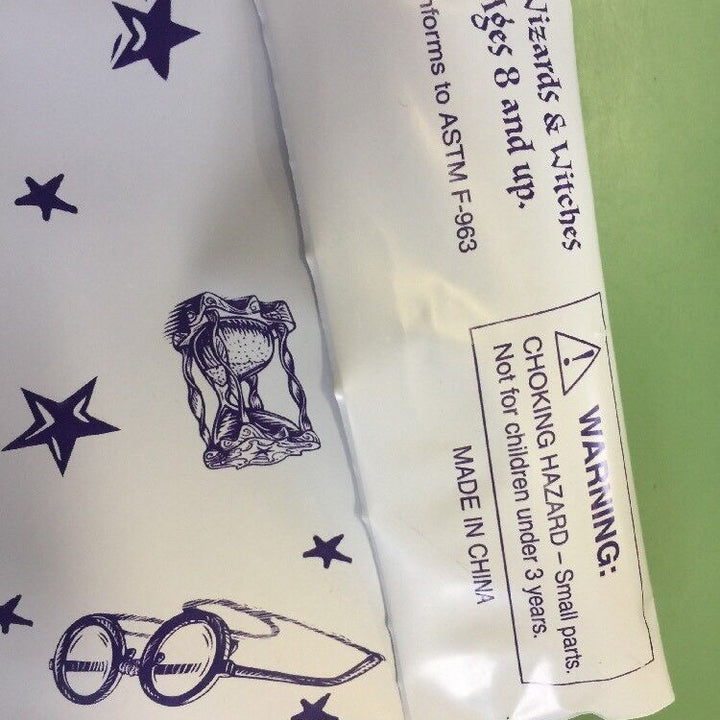 Wizards & Witches
Ages 8 and up.
nforms to ASTM F-963
WARNING:
CHOKING HAZARD – Small parts.
Not for children under 3 years.
MADE IN CHINA